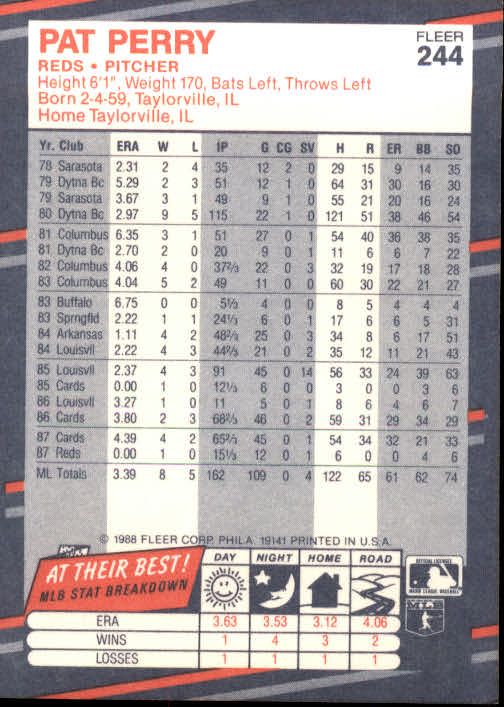 PAT PERRY
REDS • PITCHER
FLEER
244
Height 6'1", Weight 170, Bats Left, Throws Left
Born 2-4-59, Taylorville, IL
Home Taylorville, IL
Yr. Club ERA W L IP G CG SV H R ER BB SO
78 Sarasota 2.31 2 4 35 12 2 0 29 15 9 14 35
79 Dytna Bc 5.29 2 3 51 12 1 0 64 31 30 16 30
79 Sarasota 3.67 3 1 49 9 1 0 55 21 20 16 24
80 Dytna Bc 2.97 9 5 115 22 1 0 121 51 38 46 54
81 Columbus 6.35 3 1 51 27 0 1 54 40 36 38 35
81 Dytna Bc 2.70 2 0 20 9 0 1 11 6 6 7 22
82 Columbus 4.06 4 0 37⅔ 22 0 3 32 19 17 18 28
83 Columbus 4.04 5 2 49 11 0 0 60 30 22 21 27
83 Buffalo 6.75 0 0 5⅓ 4 0 0 8 5 4 4 4
83 Sprngfld 2.22 1 1 24⅓ 6 0 1 17 6 6 5 31
84 Arkansas 1.11 4 2 48⅔ 25 0 3 34 8 6 17 51
84 Louisvll 2.22 4 3 44⅔ 21 0 2 35 12 11 21 43
85 Louisvll 2.37 4 3 91 45 0 14 56 33 24 39 63
85 Cards 0.00 1 0 12⅓ 6 0 0 3 0 0 3 6
86 Louisvll 3.27 1 0 11 5 0 1 8 6 4 6 7
86 Cards 3.80 2 3 68⅔ 46 0 2 59 31 29 34 29
87 Cards 4.39 4 2 65⅔ 45 0 1 54 34 32 21 33
87 Reds 0.00 1 0 15⅓ 12 0 1 6 0 0 4 6
ML Totals 3.39 8 5 162 109 0 4 122 65 61 62 74
© 1988 FLEER CORP. PHILA. 19141 PRINTED IN U.S.A.
AT THEIR BEST!
MLB STAT BREAKDOWN
DAY NIGHT HOME ROAD
ERA 3.63 3.53 3.12 4.06
WINS 1 4 3 2
LOSSES 1 1 1 1
OFFICIAL LICENSEE
MAJOR LEAGUE BASEBALL